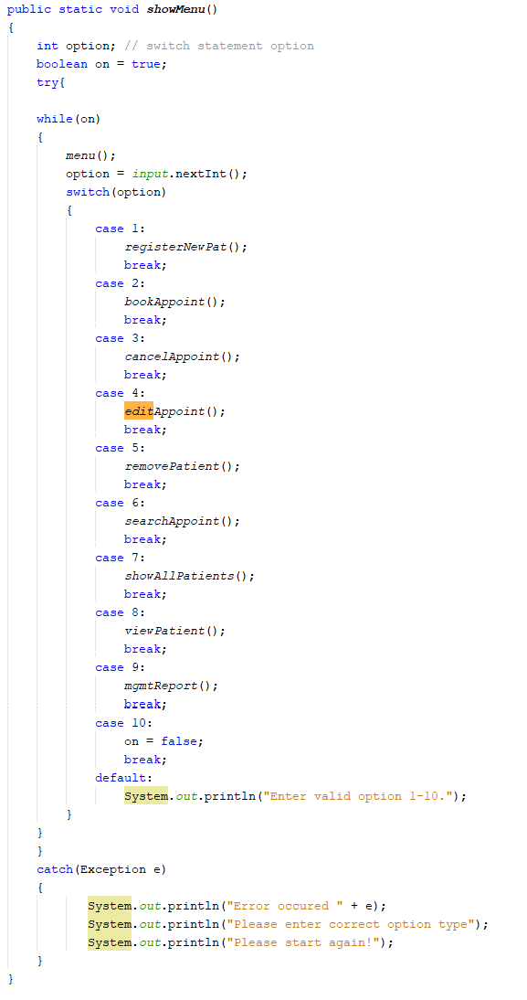 public static void showMenu()
{
int option; // switch statement option
boolean on = true;
try{
while(on)
{
menu();
option = input.nextInt();
switch(option)
{
case 1:
registerNewPat();
break;
case 2:
bookAppoint();
break;
case 3:
cancelAppoint();
break;
case 4:
editAppoint();
break;
case 5:
removePatient();
break;
case 6:
searchAppoint();
break;
case 7:
showAllPatients();
break;
case 8:
viewPatient();
break;
case 9:
mgmtReport();
break;
case 10:
on = false;
break;
default:
System.out.println("Enter valid option 1-10.");
}
}
}
catch(Exception e)
{
System.out.println("Error occured " + e);
System.out.println("Please enter correct option type");
System.out.println("Please start again!");
}
}